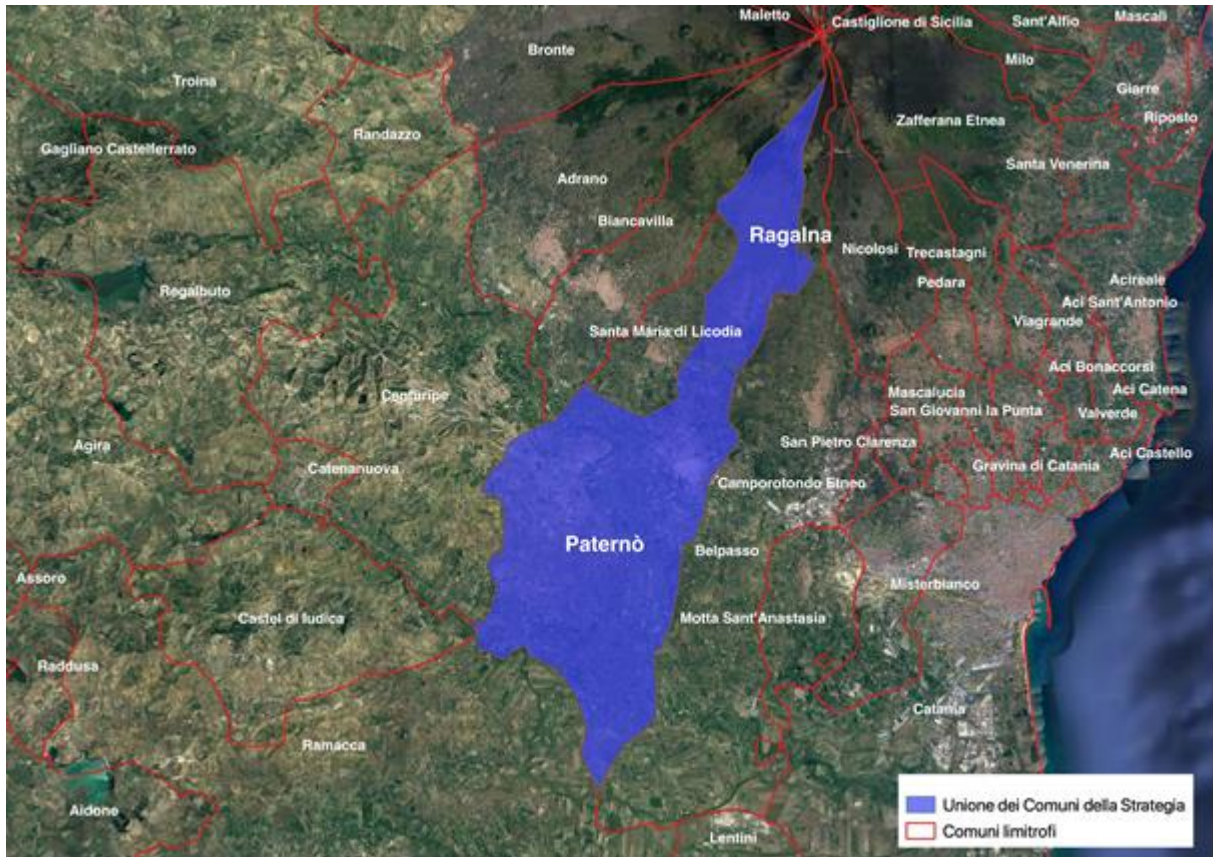 Maletto
Castiglione di Sicilia
Sant'Alfio
Mascali
Bronte
Milo
Troina
Giarre
Randazzo
Zafferana Etnea
Riposto
Gagliano Castelferrato
Santa Venerina
Adrano
Biancavilla
Ragalna
Nicolosi
Trecastagni
Pedara
Acireale
Regalbuto
Aci Sant'Antonio
Viagrande
Santa Maria di Licodia
Aci Bonaccorsi
Centuripe
Mascalucia
Aci Catena
San Giovanni la Punta
Valverde
Agira
San Pietro Clarenza
Aci Castello
Catenanuova
Gravina di Catania
Camporotondo Etneo
Paternò
Belpasso
Assoro
Misterbianco
Castel di Iudica
Motta Sant'Anastasia
Raddusa
Catania
Ramacca
Aidone
Lentini
Unione dei Comuni della Strategia
Comuni limitrofi